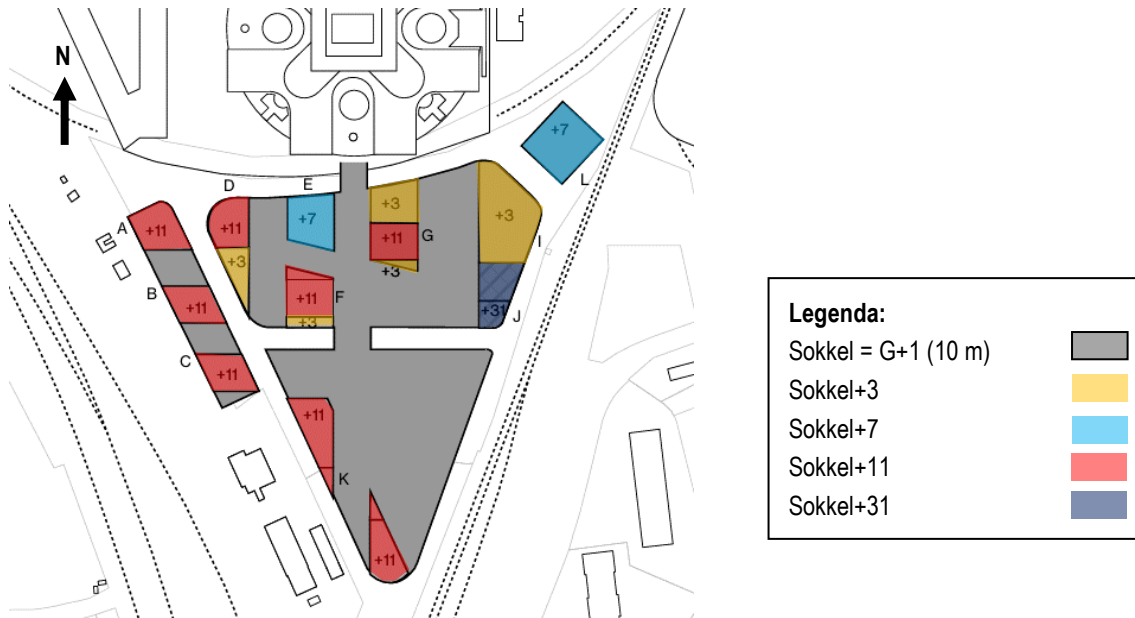 N
+7
L
D
E
A
+11
+11
+7
+3
+3
+11
G
I
+3
+3
B
+11
+11
F
+3
+31
J
C
+11
+11
K
+11
Legenda:
Sokkel = G+1 (10 m)
Sokkel+3
Sokkel+7
Sokkel+11
Sokkel+31